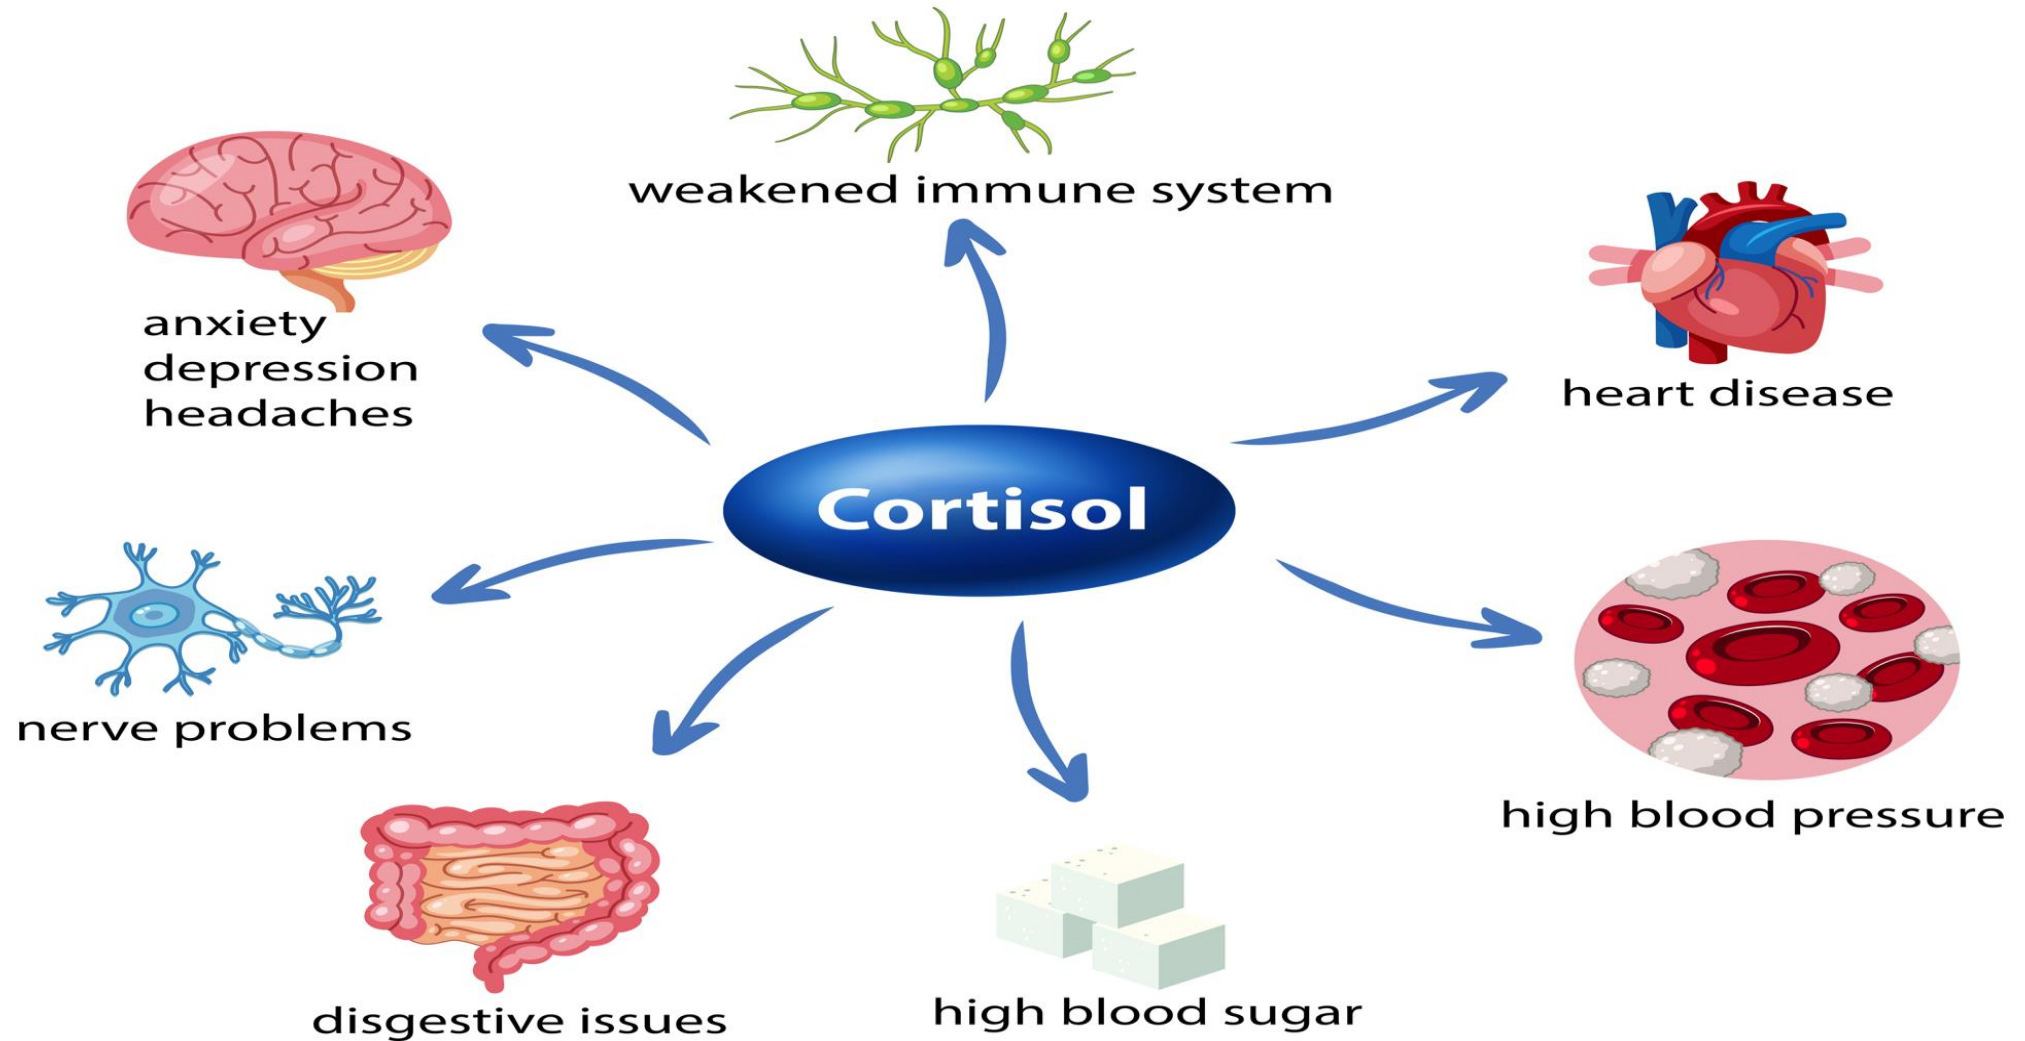 weakened immune system
anxiety
depression
headaches
heart disease
Cortisol
nerve problems
high blood pressure
disgestive issues
high blood sugar